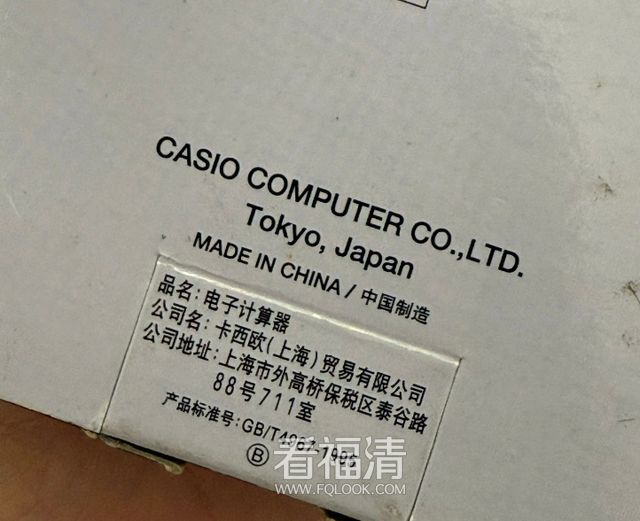 CASIO COMPUTER CO.,LTD.
Tokyo, Japan
MADE IN CHINA / 中国制造
品名: 电子计算器
公司名: 卡西欧(上海)贸易有限公司
公司地址: 上海市外高桥保税区泰谷路
88号711室
产品标准号: GB/T4967-1995
Ⓑ
看福清
WWW.FQLOOK.COM